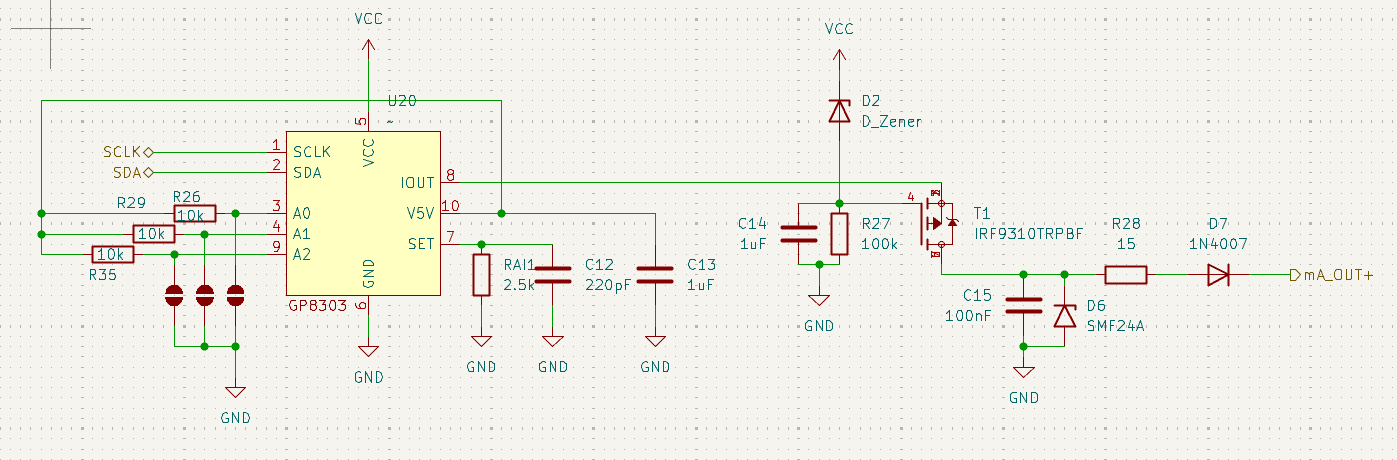 VCC
VCC
U20
~
5
D2
D_Zener
SCLK
1
SCLK
VCC
SDA
2
SDA
IOUT
8
R29
R26
10k
3
A0
V5V
10
4
10k
4
A1
SET
7
10k
9
A2
R35
GND
GP8303
6
RAI1
2.5k
C12
220pF
C13
1uF
C14
1uF
R27
100k
T1
IRF9310TRPBF
R28
15
D7
1N4007
mA_OUT+
C15
100nF
D6
SMF24A
GND
GND
GND
GND
GND
GND
GND